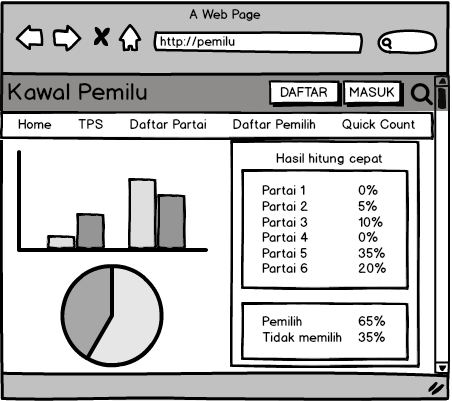 A Web Page
http://pemilu
Kawal Pemilu
DAFTAR
MASUK
Home TPS Daftar Partai Daftar Pemilih Quick Count
Hasil hitung cepat
Partai 1 0%
Partai 2 5%
Partai 3 10%
Partai 4 0%
Partai 5 35%
Partai 6 20%
Pemilih 65%
Tidak memilih 35%